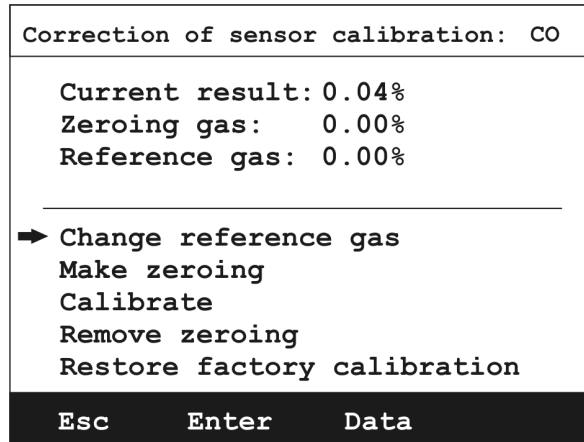 Correction of sensor calibration: CO
Current result: 0.04%
Zeroing gas: 0.00%
Reference gas: 0.00%
Change reference gas
Make zeroing
Calibrate
Remove zeroing
Restore factory calibration
Esc Enter Data